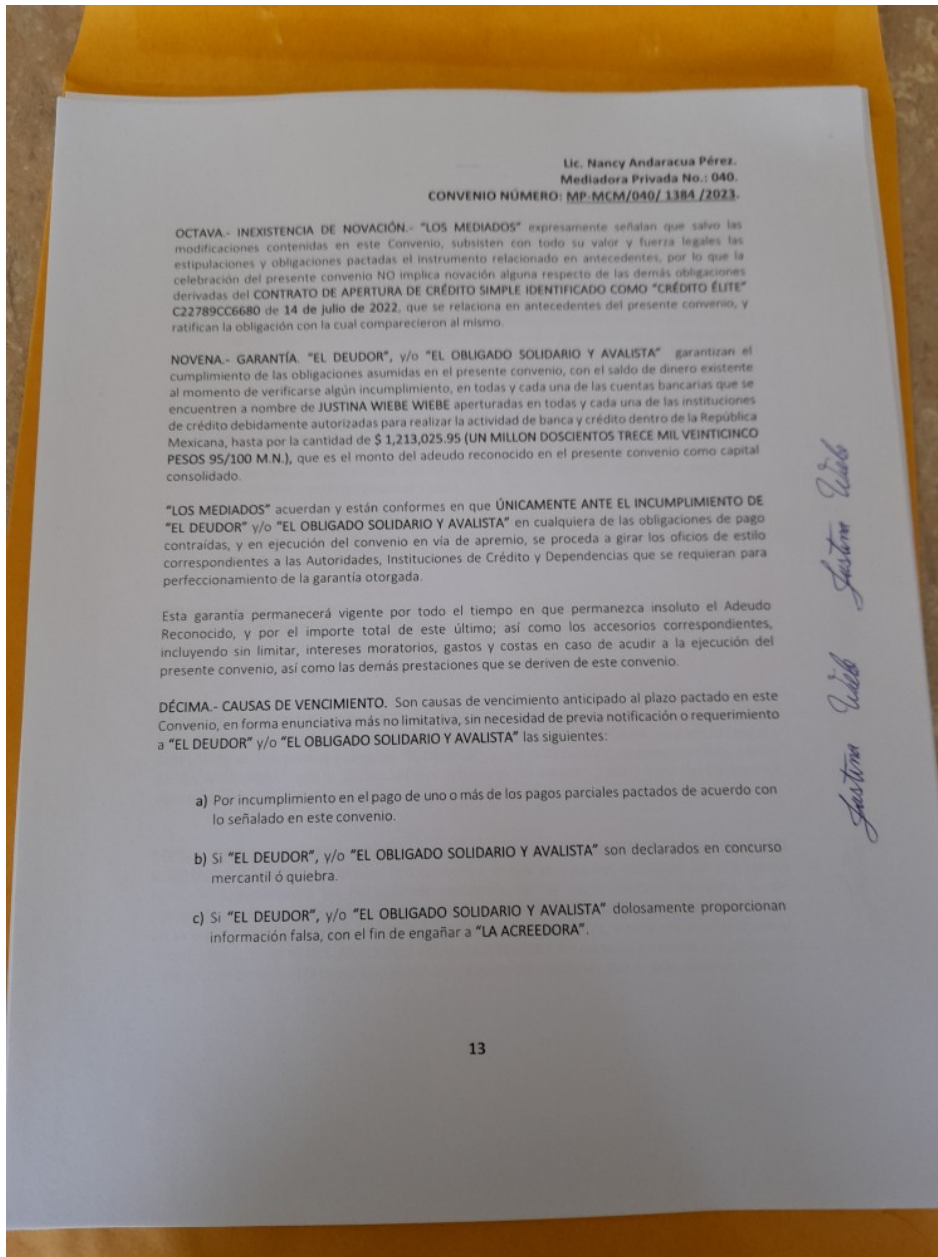 Lic. Nancy Andaracua Pérez.
Mediadora Privada No.: 040.
CONVENIO NÚMERO: MP-MCM/040/ 1384 /2023.
OCTAVA.- INEXISTENCIA DE NOVACIÓN.- “LOS MEDIADOS” expresamente señalan que salvo las
modificaciones contenidas en este Convenio, subsisten con todo su valor y fuerza legales las
estipulaciones y obligaciones pactadas el instrumento relacionado en antecedentes, por lo que la
celebración del presente convenio NO implica novación alguna respecto de las demás obligaciones
derivadas del CONTRATO DE APERTURA DE CRÉDITO SIMPLE IDENTIFICADO COMO “CRÉDITO ÉLITE”
C22789CC6680 de 14 de julio de 2022, que se relaciona en antecedentes del presente convenio, y
ratifican la obligación con la cual comparecieron al mismo.
NOVENA.- GARANTÍA. “EL DEUDOR”, y/o “EL OBLIGADO SOLIDARIO Y AVALISTA” garantizan el
cumplimiento de las obligaciones asumidas en el presente convenio, con el saldo de dinero existente
al momento de verificarse algún incumplimiento, en todas y cada una de las cuentas bancarias que se
encuentren a nombre de JUSTINA WIEBE WIEBE aperturadas en todas y cada una de las instituciones
de crédito debidamente autorizadas para realizar la actividad de banca y crédito dentro de la República
Mexicana, hasta por la cantidad de $ 1,213,025.95 (UN MILLON DOSCIENTOS TRECE MIL VEINTICINCO
PESOS 95/100 M.N.), que es el monto del adeudo reconocido en el presente convenio como capital
consolidado.
“LOS MEDIADOS” acuerdan y están conformes en que ÚNICAMENTE ANTE EL INCUMPLIMIENTO DE
“EL DEUDOR” y/o “EL OBLIGADO SOLIDARIO Y AVALISTA” en cualquiera de las obligaciones de pago
contraídas, y en ejecución del convenio en vía de apremio, se proceda a girar los oficios de estilo
correspondientes a las Autoridades, Instituciones de Crédito y Dependencias que se requieran para
perfeccionamiento de la garantía otorgada.
Esta garantía permanecerá vigente por todo el tiempo en que permanezca insoluto el Adeudo
Reconocido, y por el importe total de este último; así como los accesorios correspondientes,
incluyendo sin limitar, intereses moratorios, gastos y costas en caso de acudir a la ejecución del
presente convenio, así como las demás prestaciones que se deriven de este convenio.
DÉCIMA.- CAUSAS DE VENCIMIENTO. Son causas de vencimiento anticipado al plazo pactado en este
Convenio, en forma enunciativa más no limitativa, sin necesidad de previa notificación o requerimiento
a “EL DEUDOR” y/o “EL OBLIGADO SOLIDARIO Y AVALISTA” las siguientes:
a) Por incumplimiento en el pago de uno o más de los pagos parciales pactados de acuerdo con
lo señalado en este convenio.
b) Si “EL DEUDOR”, y/o “EL OBLIGADO SOLIDARIO Y AVALISTA” son declarados en concurso
mercantil ó quiebra.
c) Si “EL DEUDOR”, y/o “EL OBLIGADO SOLIDARIO Y AVALISTA” dolosamente proporcionan
información falsa, con el fin de engañar a “LA ACREEDORA”.
13
Justina Wiebe Justina Wiebe